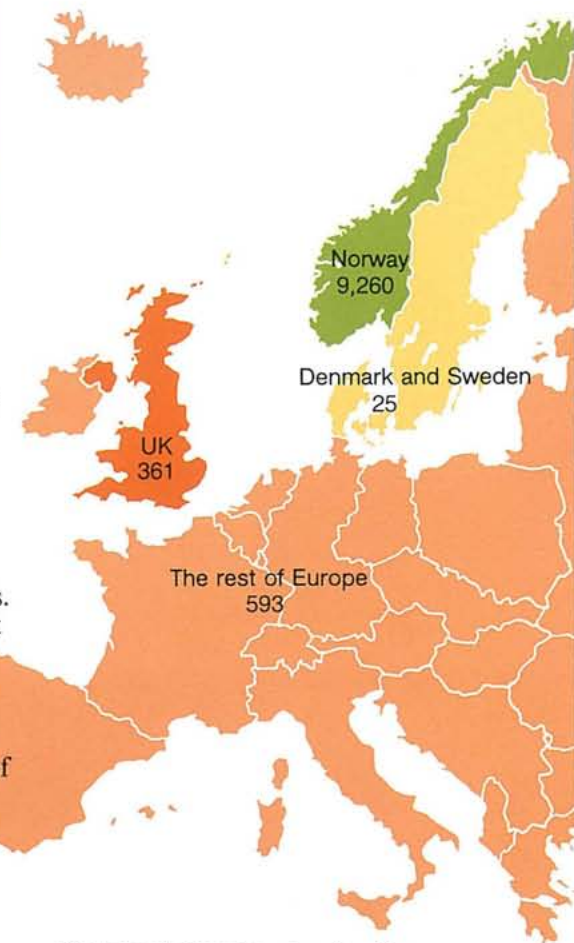 Norway
9,260
Denmark and Sweden
25
UK
361
The rest of Europe
593
s.
f